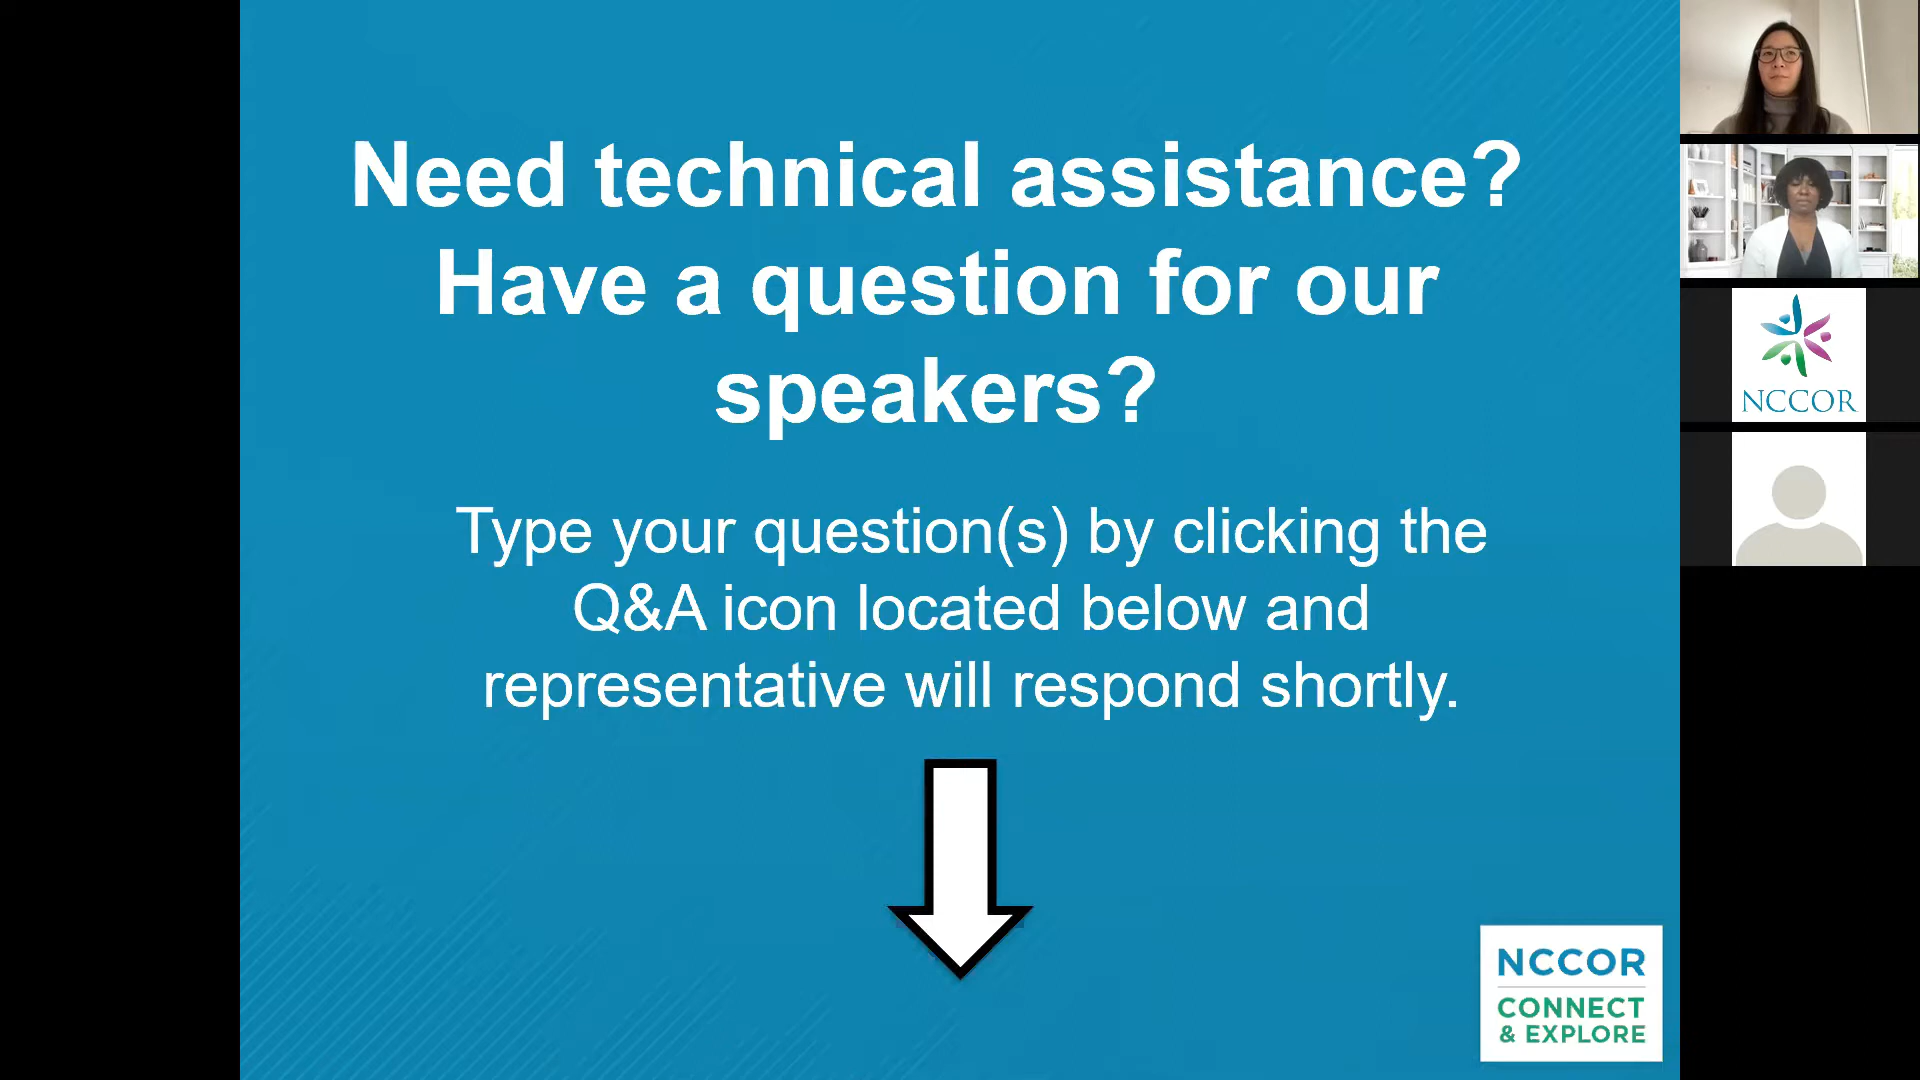 Need technical assistance?
Have a question for our
speakers?
Type your question(s) by clicking the
Q&A icon located below and
representative will respond shortly.
NCCOR
CONNECT
& EXPLORE
NCCOR